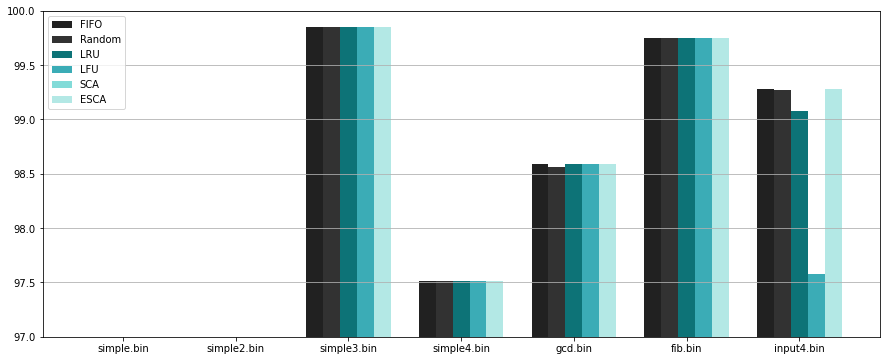 100.0
99.5
99.0
98.5
98.0
97.5
97.0
FIFO
Random
LRU
LFU
SCA
ESCA
simple.bin simple2.bin simple3.bin simple4.bin gcd.bin fib.bin input4.bin